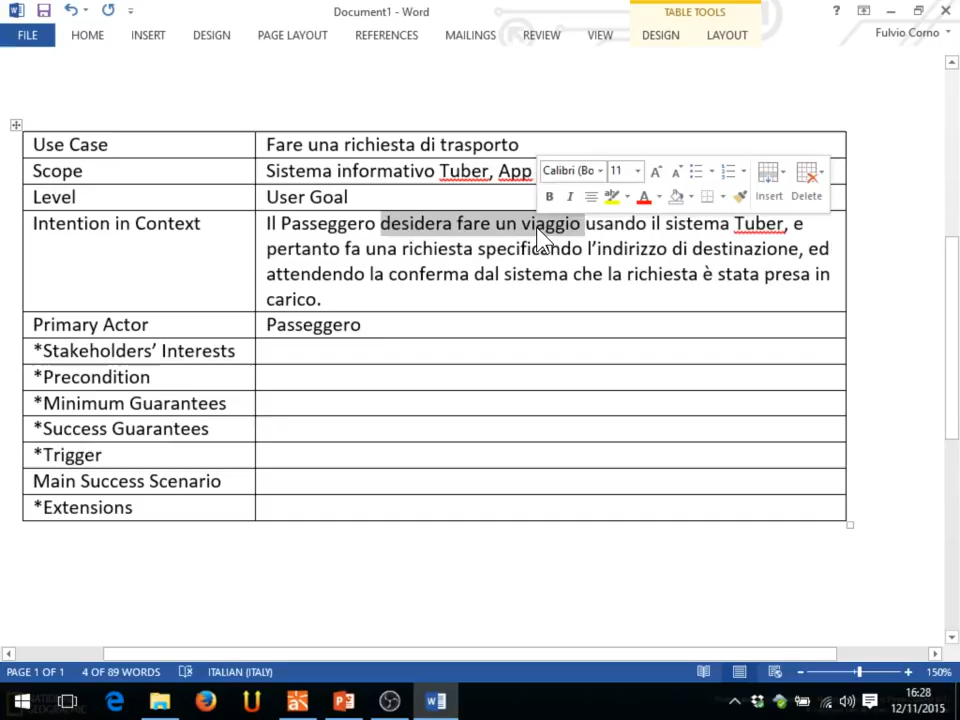 Document1 - Word
TABLE TOOLS
FILE
HOME
INSERT
DESIGN
PAGE LAYOUT
REFERENCES
MAILINGS
REVIEW
VIEW
DESIGN
LAYOUT
Fulvio Corno
Use Case
Fare una richiesta di trasporto
Scope
Sistema informativo Tuber, App
Calibri (Bo
11
Insert
Delete
Level
User Goal
Intention in Context
Il Passeggero desidera fare un viaggio usando il sistema Tuber, e
pertanto fa una richiesta specificando l’indirizzo di destinazione, ed
attendendo la conferma dal sistema che la richiesta è stata presa in
carico.
Primary Actor
Passeggero
*Stakeholders’ Interests
*Precondition
*Minimum Guarantees
*Success Guarantees
*Trigger
Main Success Scenario
*Extensions
PAGE 1 OF 1
4 OF 89 WORDS
ITALIAN (ITALY)
150%
16:28
12/11/2015